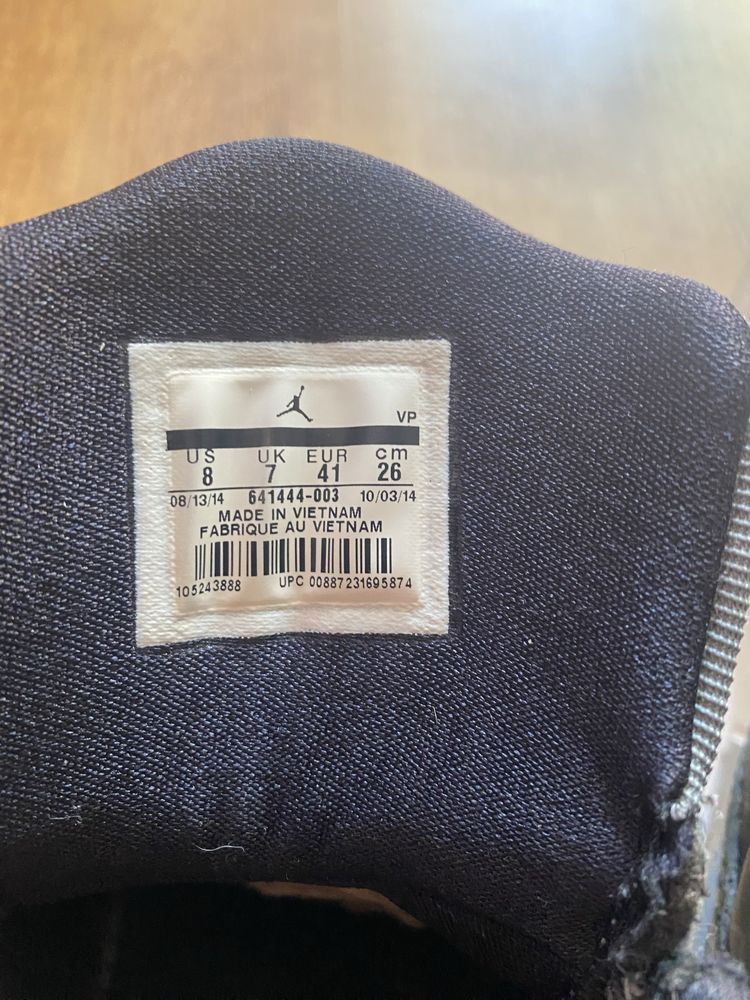 VP
US UK EUR cm
8 7 41 26
08/13/14 641444-003 10/03/14
MADE IN VIETNAM
FABRIQUE AU VIETNAM
105243888 UPC 00887231695874